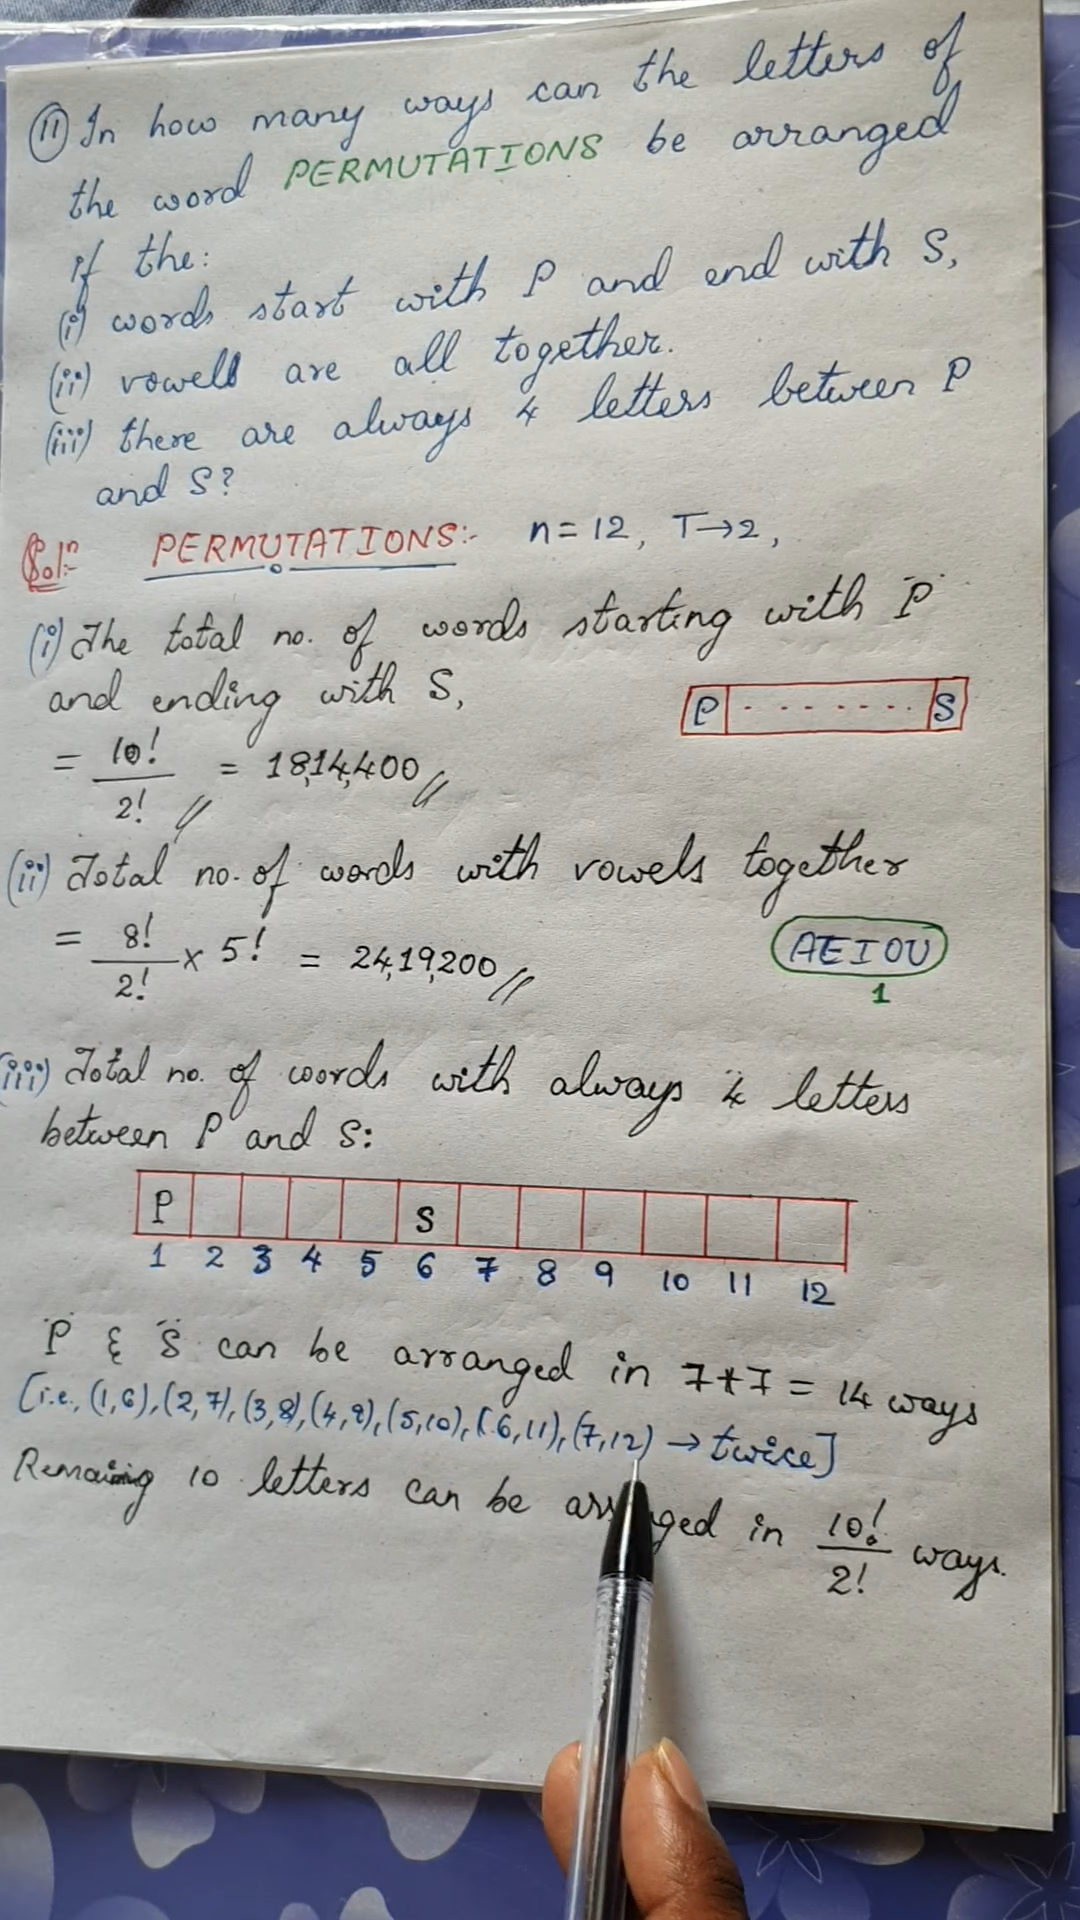 (11) In how many ways can the letters of
the word PERMUTATIONS be arranged
if the:
(i) words start with P and end with S,
(ii) vowels are all together.
(iii) there are always 4 letters between P
and S?
Soln:- PERMUTATIONS:- n=12, T→2,
(i) The total no. of words starting with P
and ending with S,
P ........ S
= 10!/2! = 18,14,400
(ii) Total no. of words with vowels together
= 8!/2! × 5! = 24,19,200
AEIOU
1
(iii) Total no. of words with always 4 letters
between P and S:
P S
1 2 3 4 5 6 7 8 9 10 11 12
P & S can be arranged in 7+7 = 14 ways
[i.e., (1,6), (2,7), (3,8), (4,9), (5,10), (6,11), (7,12) → twice]
Remaining 10 letters can be arranged in 10!/2! ways.